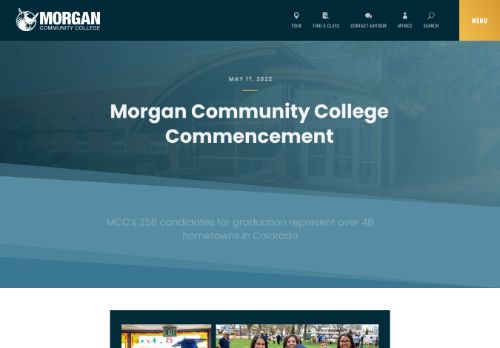 MORGAN
COMMUNITY COLLEGE
TOUR
FIND A CLASS
CONTACT ADVISOR
MYMCC
SEARCH
MENU
MAY 17, 2022
Morgan Community College
Commencement
MCC's 258 candidates for graduation represent over 48
hometowns in Colorado
EXIT